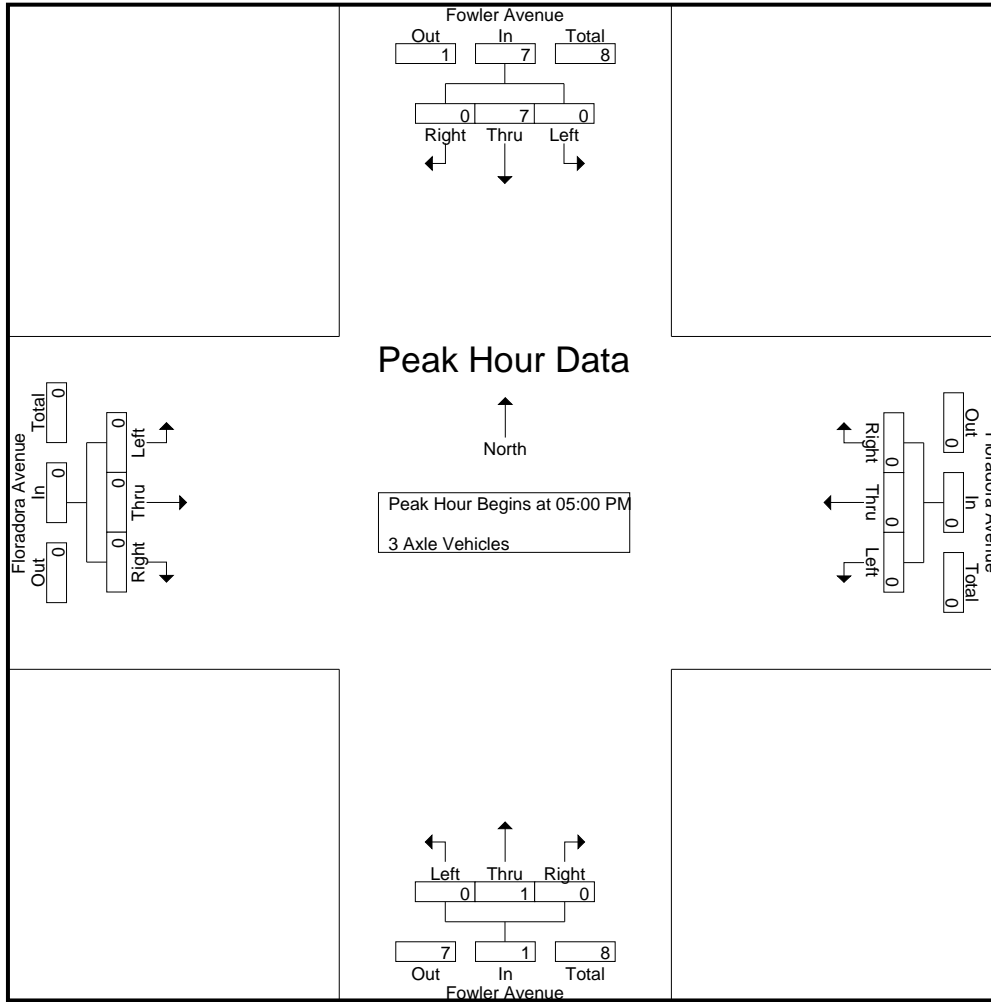 Fowler Avenue
Out In Total
1 7 8
0 7 0
Right Thru Left
Peak Hour Data
North
Peak Hour Begins at 05:00 PM
3 Axle Vehicles
Floradora Avenue
Out In Total
0 0 0
0 0 0
Right Thru Left
Floradora Avenue
Out In Total
0 0 0
0 0 0
Right Thru Left
Left Thru Right
0 1 0
7 1 8
Out In Total
Fowler Avenue